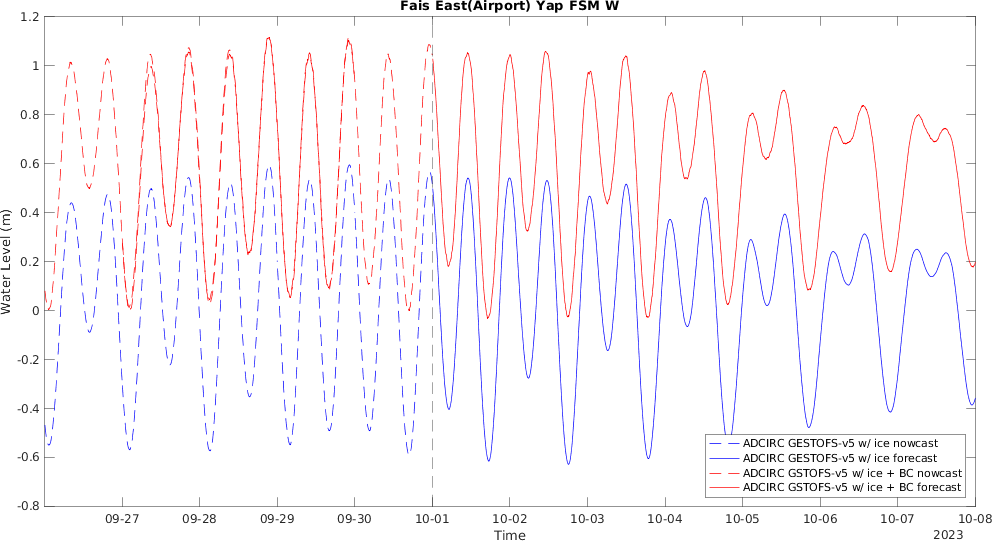 Fais East(Airport) Yap FSM W
Water Level (m)
1.2
1
0.8
0.6
0.4
0.2
0
-0.2
-0.4
-0.6
-0.8
ADCIRC GESTOFS-v5 w/ ice nowcast
ADCIRC GESTOFS-v5 w/ ice forecast
ADCIRC GSTOFS-v5 w/ ice + BC nowcast
ADCIRC GSTOFS-v5 w/ ice + BC forecast
09-27 09-28 09-29 09-30 10-01 10-02 10-03 10-04 10-05 10-06 10-07 10-08
Time
2023